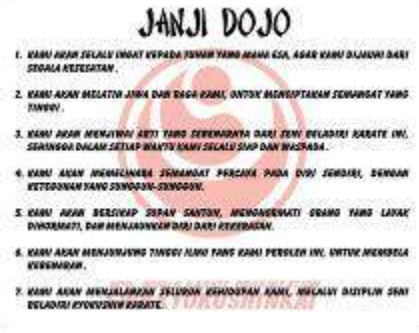 JANJI DOJO
1. KAMI AKAN SELALU INGAT KEPADA TUHAN YANG MAHA ESA, AGAR KAMI DIJAUHI DARI
SEGALA KESESATAN.
2. KAMI AKAN MELATIH JIWA DAN RAGA KAMI, UNTUK MENCIPTAKAN SEMANGAT YANG
TINGGI.
3. KAMI AKAN MENJIWAI ARTI YANG SEBENARNYA DARI SENI BELADIRI KARATE INI,
SEHINGGA DALAM SETIAP WAKTU KAMI SELALU SIAP DAN WASPADA.
4. KAMI AKAN MEMELIHARA SEMANGAT PERCAYA PADA DIRI SENDIRI, DENGAN
KETEGUHAN YANG SUNGGUH-SUNGGUH.
5. KAMI AKAN BERSIKAP SOPAN SANTUN, MENGHORMATI ORANG YANG LAYAK
DIHORMATI, DAN MENJAUHKAN DIRI DARI KEKERASAN.
6. KAMI AKAN MENJUNJUNG TINGGI ILMU YANG KAMI PEROLEH INI, UNTUK MEMBELA
KEBENARAN.
7. KAMI AKAN MENJALANKAN SELURUH KEHIDUPAN KAMI, MELALUI DISIPLIN SENI
BELADIRI KYOKUSHIN KARATE.
KYOKUSHINKAI